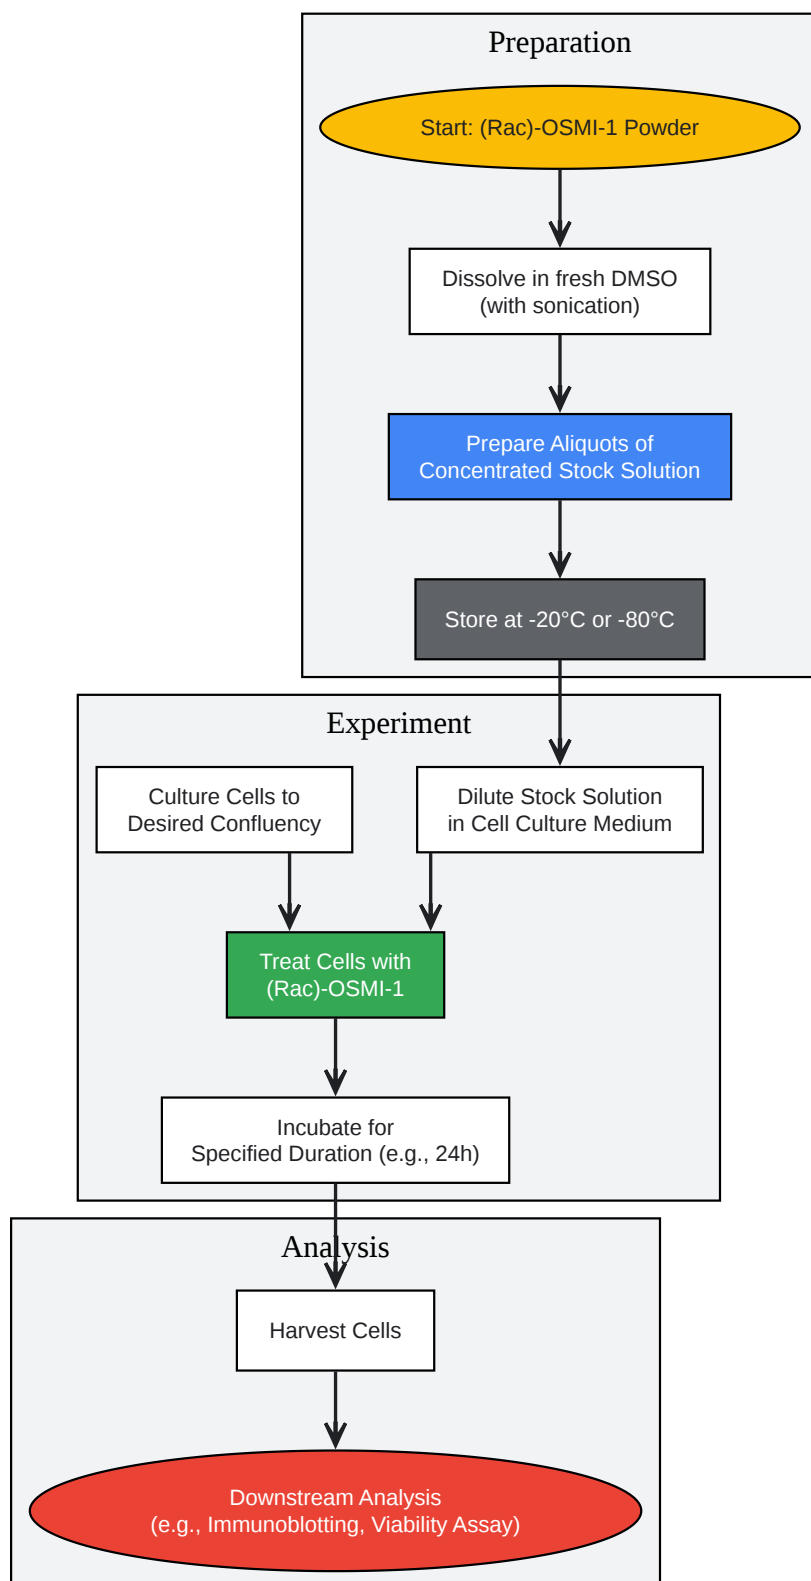 Preparation
Start: (Rac)-OSMI-1 Powder
Dissolve in fresh DMSO
(with sonication)
Prepare Aliquots of
Concentrated Stock Solution
Store at -20°C or -80°C
Experiment
Culture Cells to
Desired Confluency
Dilute Stock Solution
in Cell Culture Medium
Treat Cells with
(Rac)-OSMI-1
Incubate for
Specified Duration (e.g., 24h)
Analysis
Harvest Cells
Downstream Analysis
(e.g., Immunoblotting, Viability Assay)